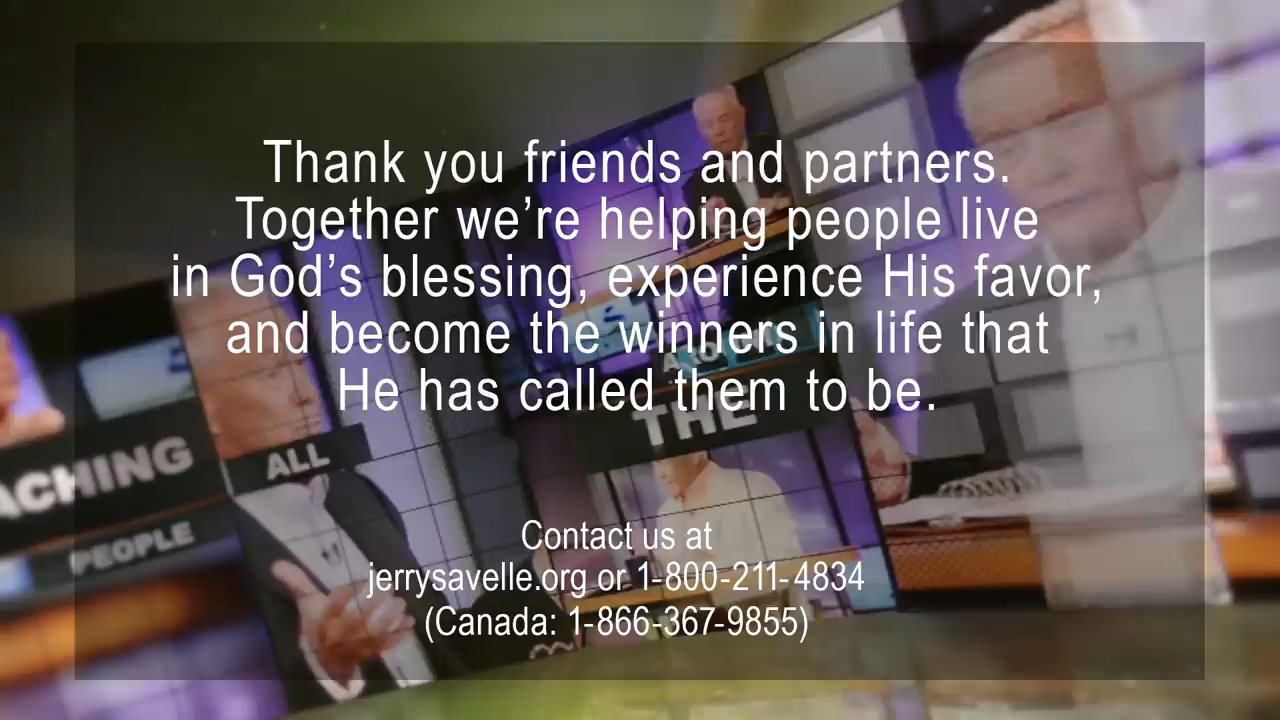 Thank you friends and partners.
Together we’re helping people live
in God’s blessing, experience His favor,
and become the winners in life that
He has called them to be.
THE
ACHING
ALL
PEOPLE
Contact us at
jerrysavelle.org or 1-800-211-4834
(Canada: 1-866-367-9855)